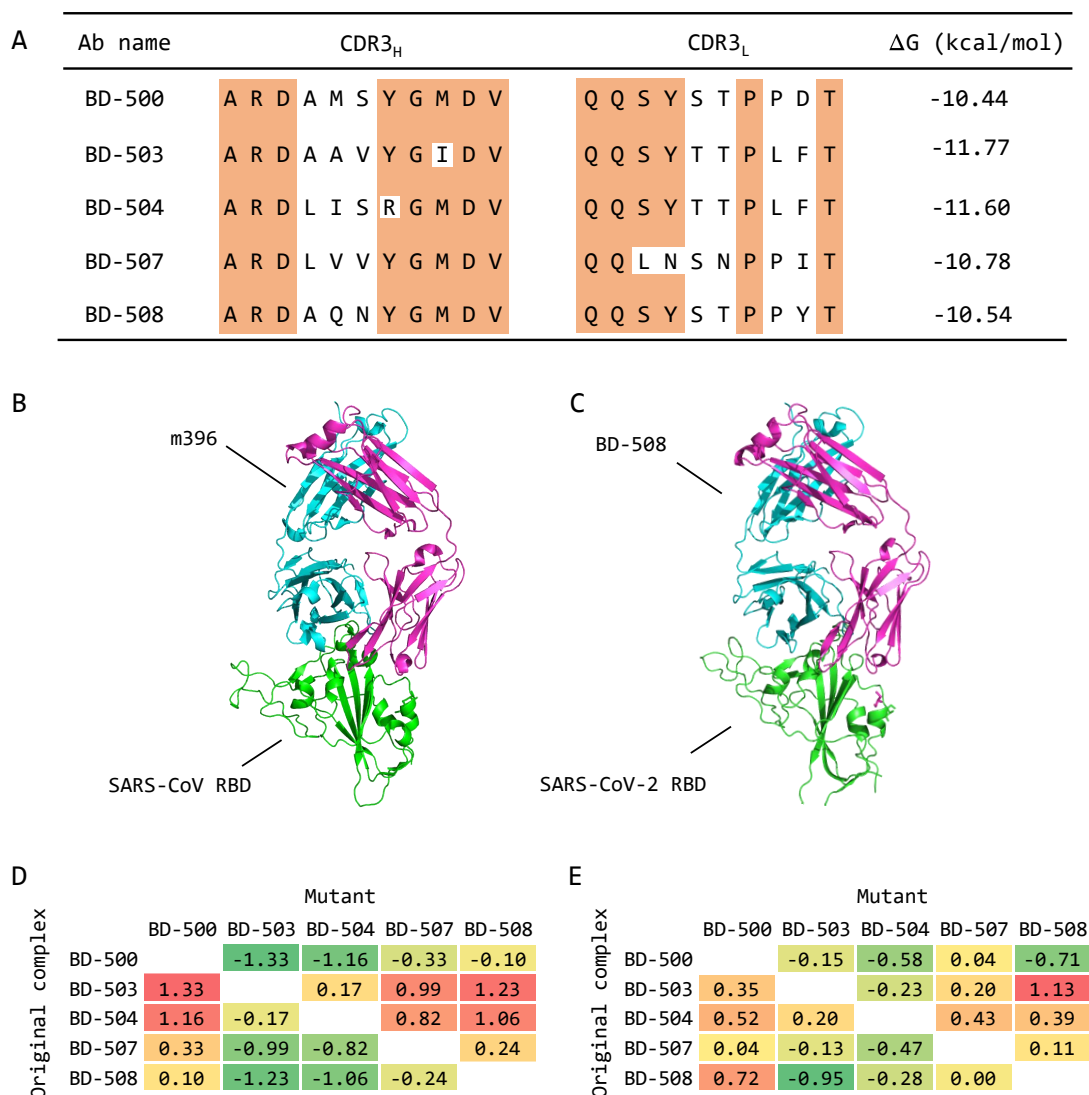 A
Ab name CDR3H CDR3L ΔG (kcal/mol)
BD-500 A R D A M S Y G M D V Q Q S Y S T P P D T -10.44
BD-503 A R D A A V Y G I D V Q Q S Y T T P L F T -11.77
BD-504 A R D L I S R G M D V Q Q S Y T T P L F T -11.60
BD-507 A R D L V V Y G M D V Q Q L N S N P P I T -10.78
BD-508 A R D A Q N Y G M D V Q Q S Y S T P P Y T -10.54
B
m396
SARS-CoV RBD
C
BD-508
SARS-CoV-2 RBD
D
Mutant
Original complex
BD-500 BD-503 BD-504 BD-507 BD-508
BD-500 -1.33 -1.16 -0.33 -0.10
BD-503 1.33 0.17 0.99 1.23
BD-504 1.16 -0.17 0.82 1.06
BD-507 0.33 -0.99 -0.82 0.24
BD-508 0.10 -1.23 -1.06 -0.24
E
Mutant
Original complex
BD-500 BD-503 BD-504 BD-507 BD-508
BD-500 -0.15 -0.58 0.04 -0.71
BD-503 0.35 -0.23 0.20 1.13
BD-504 0.52 0.20 0.43 0.39
BD-507 0.04 -0.13 -0.47 0.11
BD-508 0.72 -0.95 -0.28 0.00